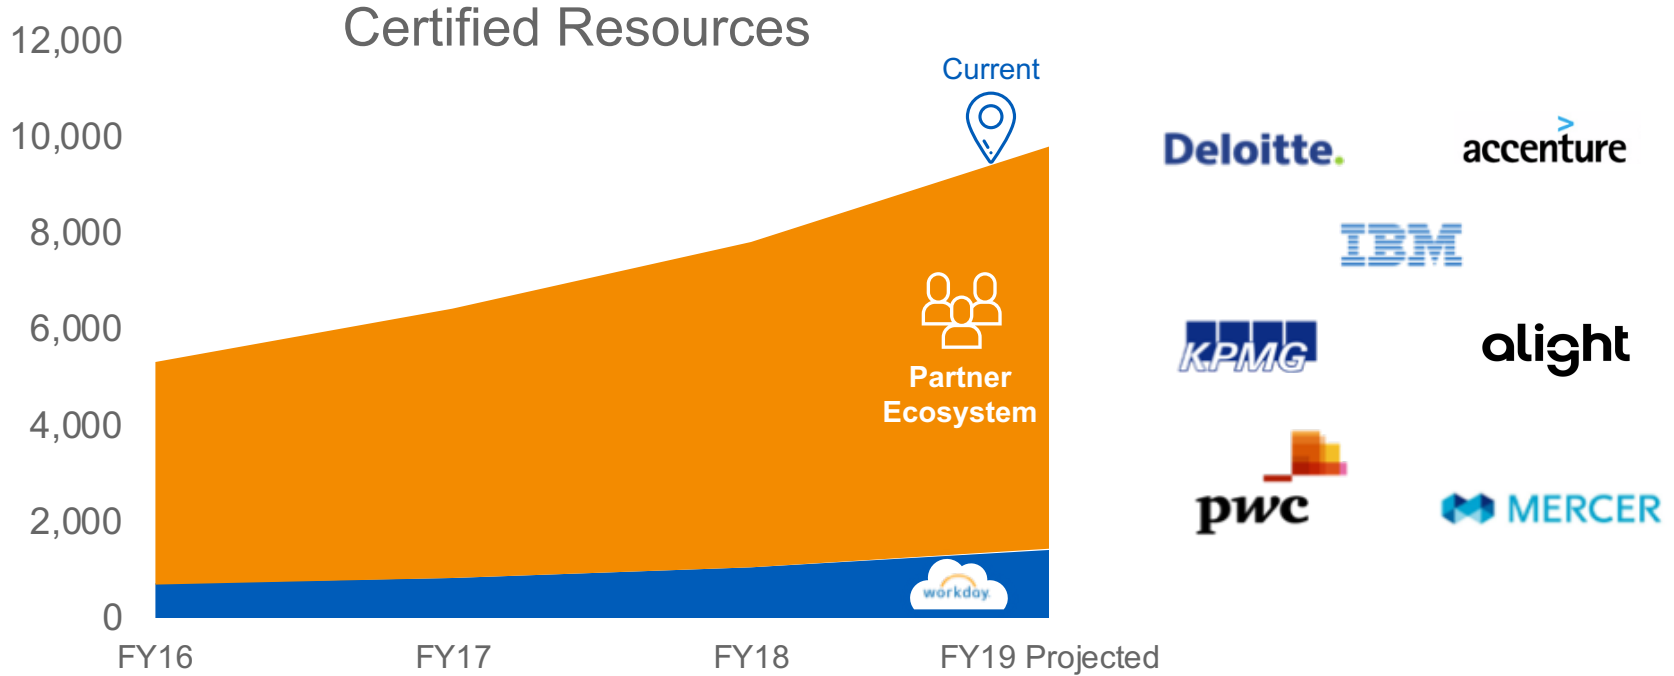 Certified Resources
12,000
10,000
8,000
6,000
4,000
2,000
0
Current
Partner
Ecosystem
workday.
FY16
FY17
FY18
FY19 Projected
Deloitte.
accenture
IBM
KPMG
alight
pwc
MERCER